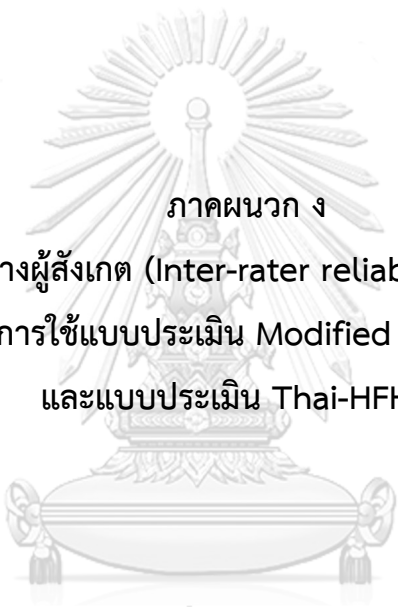 ภาคผนวก ง
างผู้สังเกต (Inter-rater reliab
การใช้แบบประเมิน Modified
และแบบประเมิน Thai-HFH